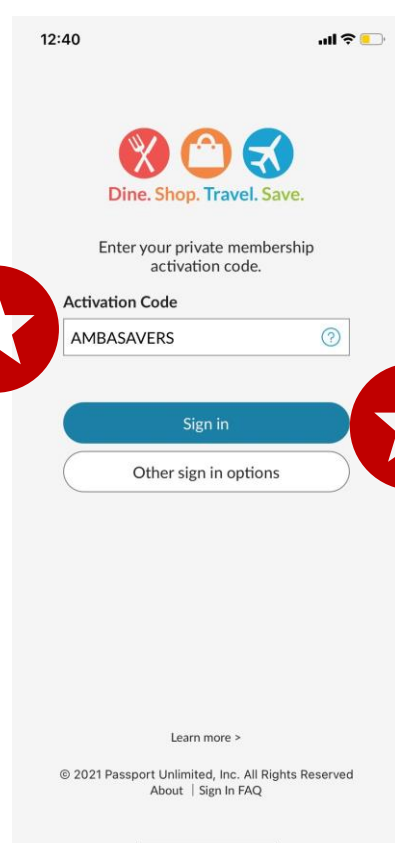 12:40
Dine. Shop. Travel. Save.
Enter your private membership
activation code.
Activation Code
AMBASAVERS
?
Sign in
Other sign in options
Learn more >
© 2021 Passport Unlimited, Inc. All Rights Reserved
About | Sign In FAQ